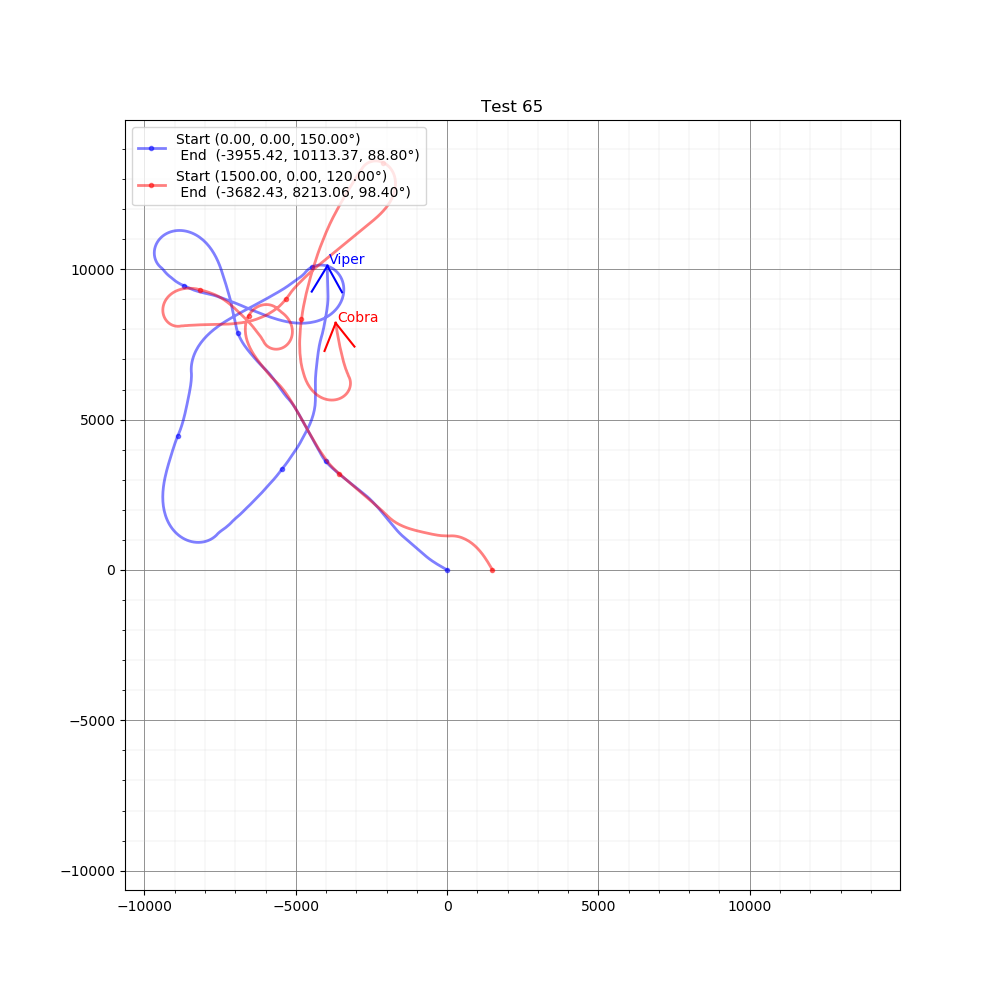 Test 65
Start (0.00, 0.00, 150.00°)
End (-3955.42, 10113.37, 88.80°)
Start (1500.00, 0.00, 120.00°)
End (-3682.43, 8213.06, 98.40°)
Viper
Cobra
10000
5000
0
−5000
−10000
−10000
−5000
0
5000
10000